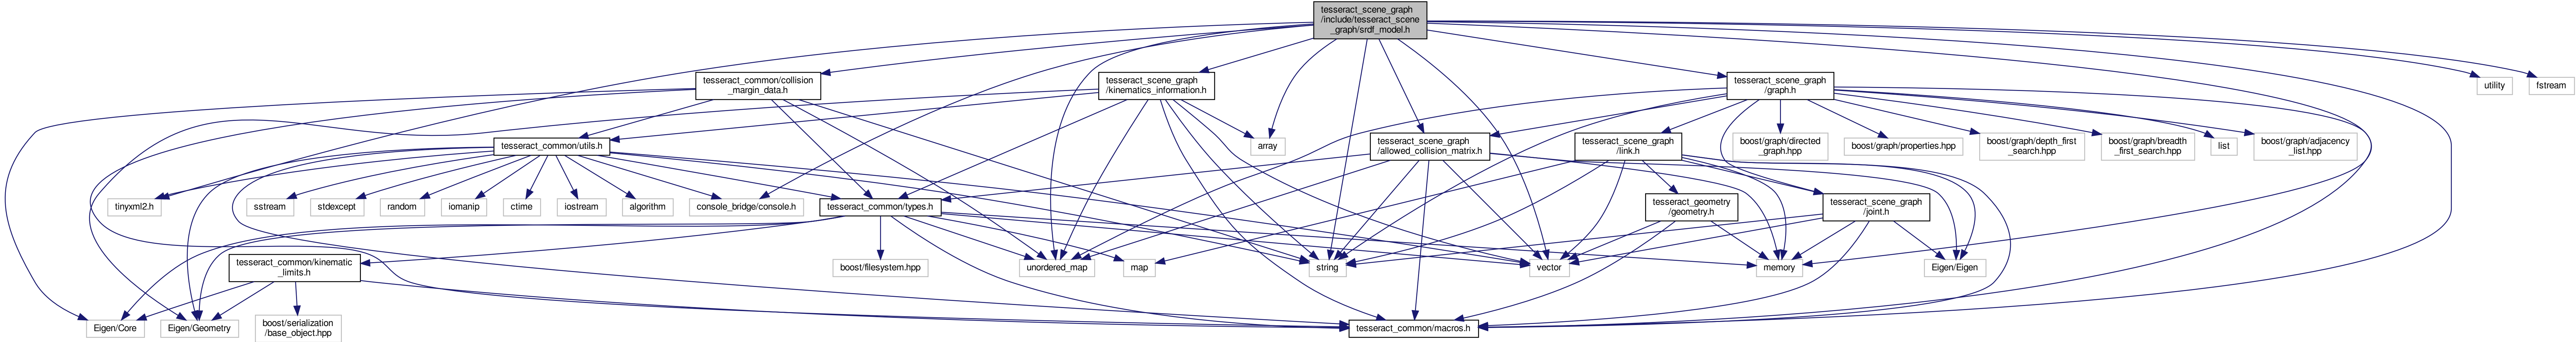 tesseract_scene_graph
/include/tesseract_scene
_graph/srdf_model.h
tesseract_common/collision
_margin_data.h
tesseract_scene_graph
/kinematics_information.h
tesseract_scene_graph
/graph.h
utility
fstream
tesseract_common/utils.h
array
tesseract_scene_graph
/allowed_collision_matrix.h
tesseract_scene_graph
/link.h
boost/graph/directed
_graph.hpp
boost/graph/properties.hpp
boost/graph/depth_first
_search.hpp
boost/graph/breadth
_first_search.hpp
list
boost/graph/adjacency
_list.hpp
tinyxml2.h
sstream
stdexcept
random
iomanip
ctime
iostream
algorithm
console_bridge/console.h
tesseract_common/types.h
tesseract_geometry
/geometry.h
tesseract_scene_graph
/joint.h
tesseract_common/kinematic
_limits.h
boost/filesystem.hpp
unordered_map
map
string
vector
memory
Eigen/Eigen
Eigen/Core
Eigen/Geometry
boost/serialization
/base_object.hpp
tesseract_common/macros.h